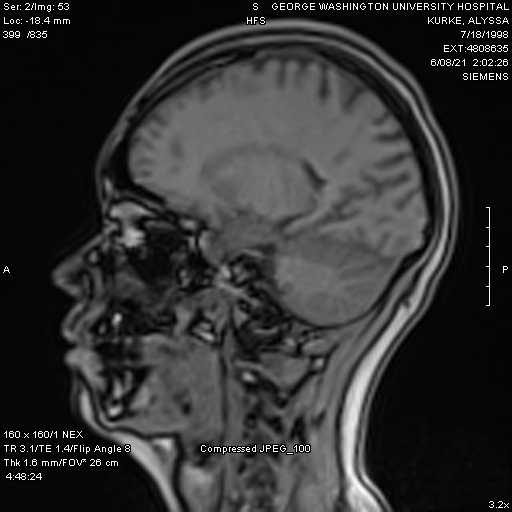 Ser: 2/Img: 53
Loc: -18.4 mm
399 /835
S GEORGE WASHINGTON UNIVERSITY HOSPITAL
HFS KURKE, ALYSSA
7/18/1998
EXT:4808635
6/08/21 2:02:26
SIEMENS
A
P
160 x 160/1 NEX
TR 3.1/TE 1.4/Flip Angle 8
Thk 1.6 mm/FOV* 26 cm
4:48:24
Compressed JPEG_100
3.2x